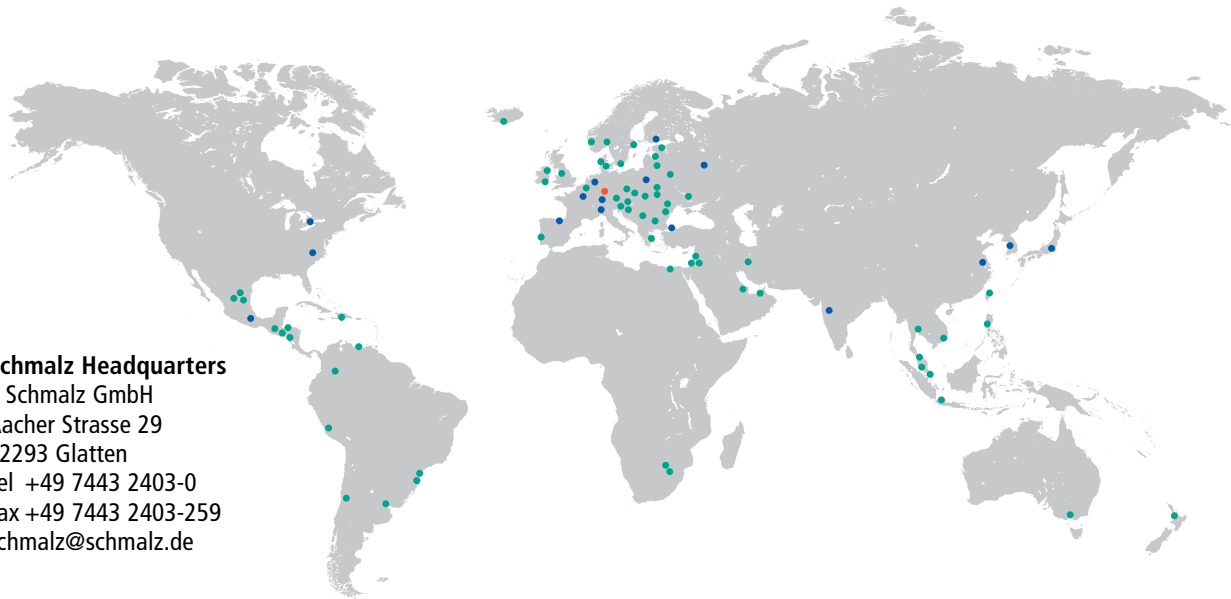 chmalz Headquarters
Schmalz GmbH
acher Strasse 29
2293 Glatten
el +49 7443 2403-0
ax +49 7443 2403-259
chmalz@schmalz.de